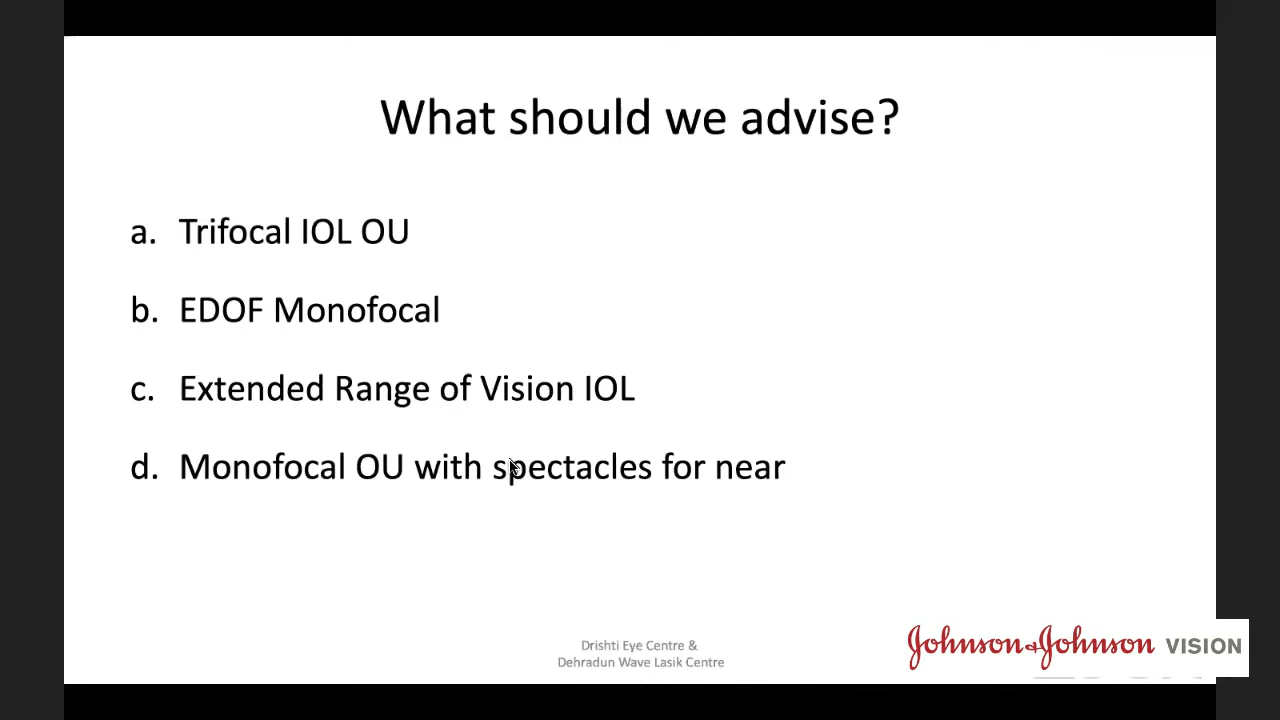 What should we advise?
a. Trifocal IOL OU
b. EDOF Monofocal
c. Extended Range of Vision IOL
d. Monofocal OU with spectacles for near
Drishti Eye Centre &
Dehradun Wave Lasik Centre
Johnson & Johnson VISION